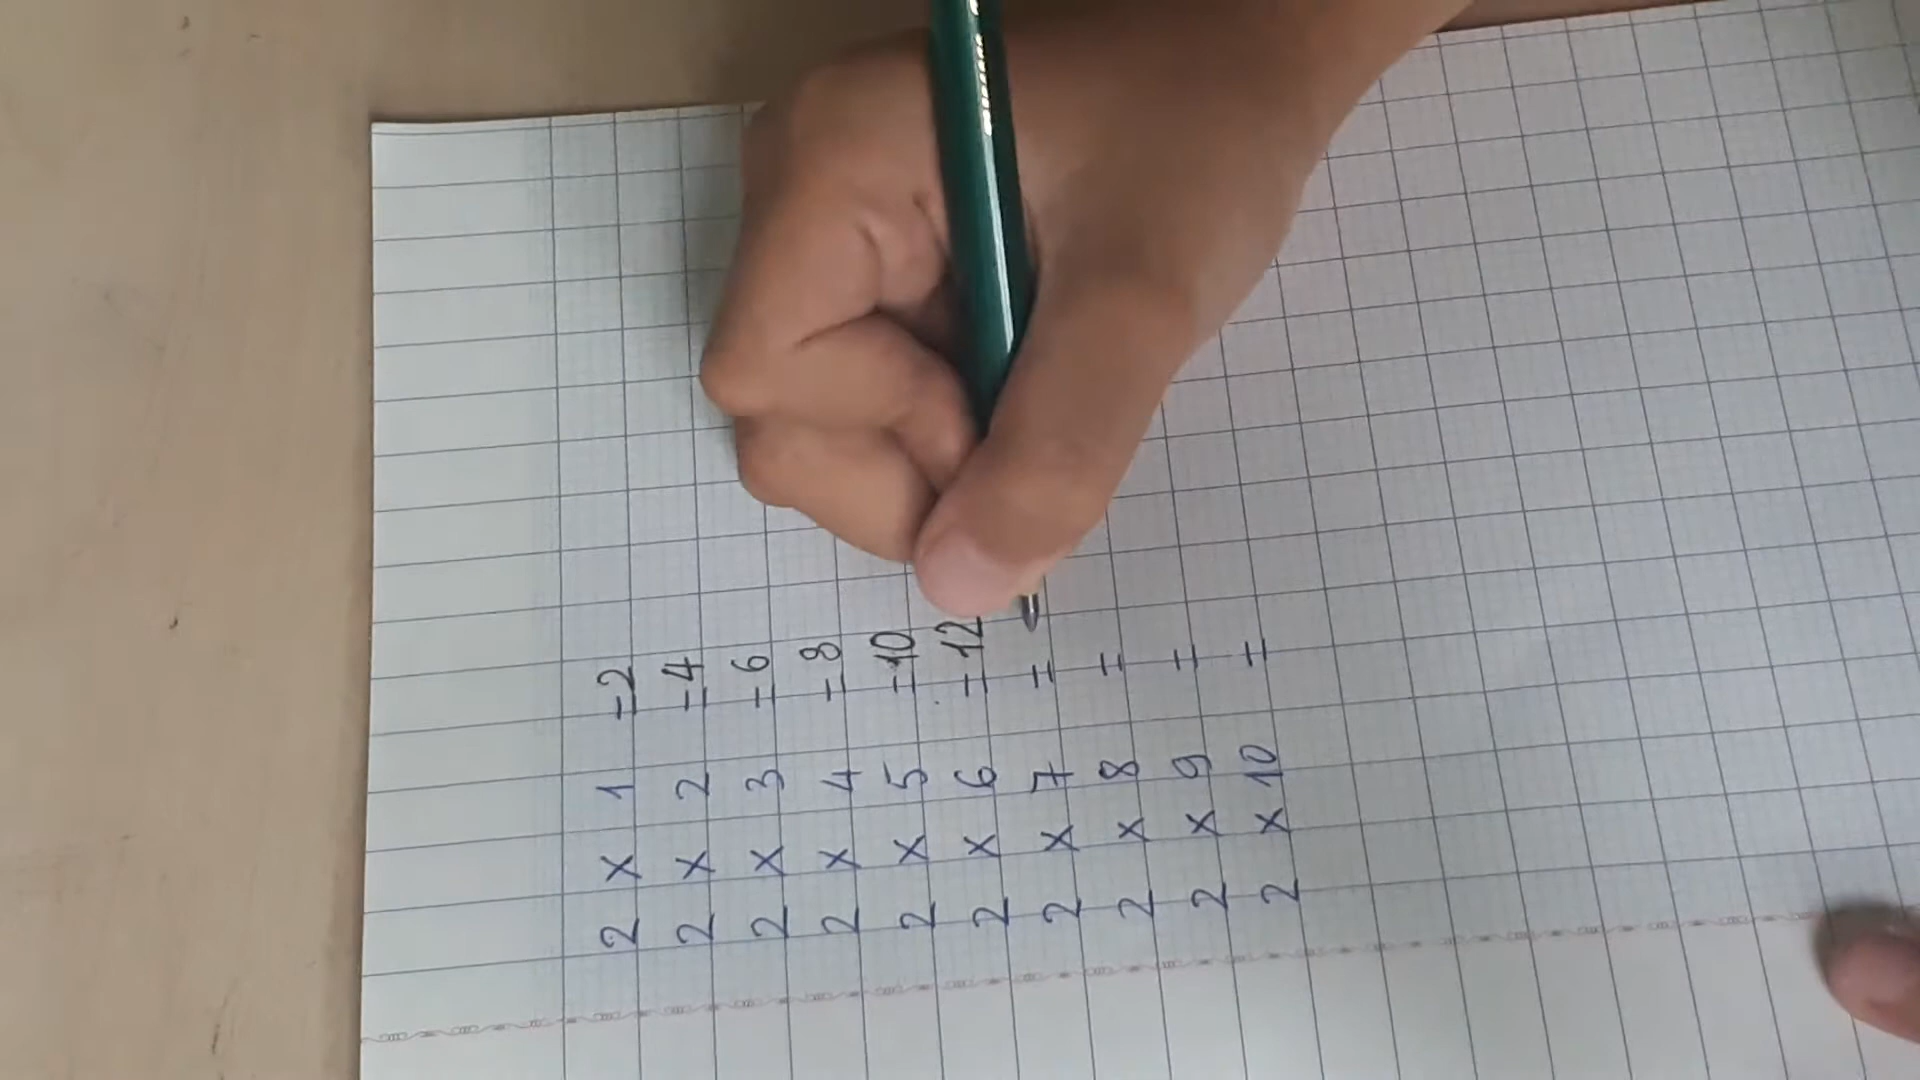 2 x 1 =2
2 x 2 =4
2 x 3 =6
2 x 4 =8
2 x 5 =10
2 x 6 =12
2 x 7 =
2 x 8 =
2 x 9 =
2 x 10 =